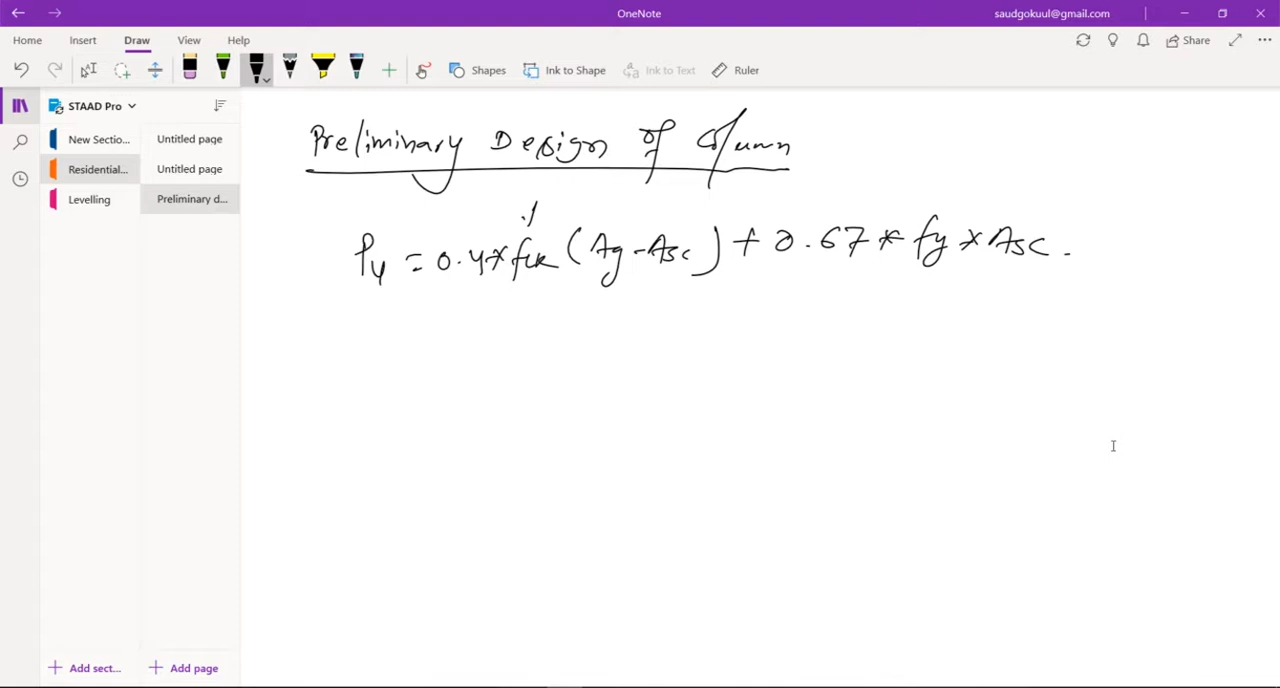 OneNote
saudgokuul@gmail.com
Home Insert Draw View Help
Shapes Ink to Shape Ink to Text Ruler Share
STAAD Pro
New Sectio... Untitled page
Residential... Untitled page
Levelling Preliminary d...
Preliminary Design of Column
Pu = 0.4*fck (Ag-Asc) + 0.67 * fy × Asc.
Add sect... Add page